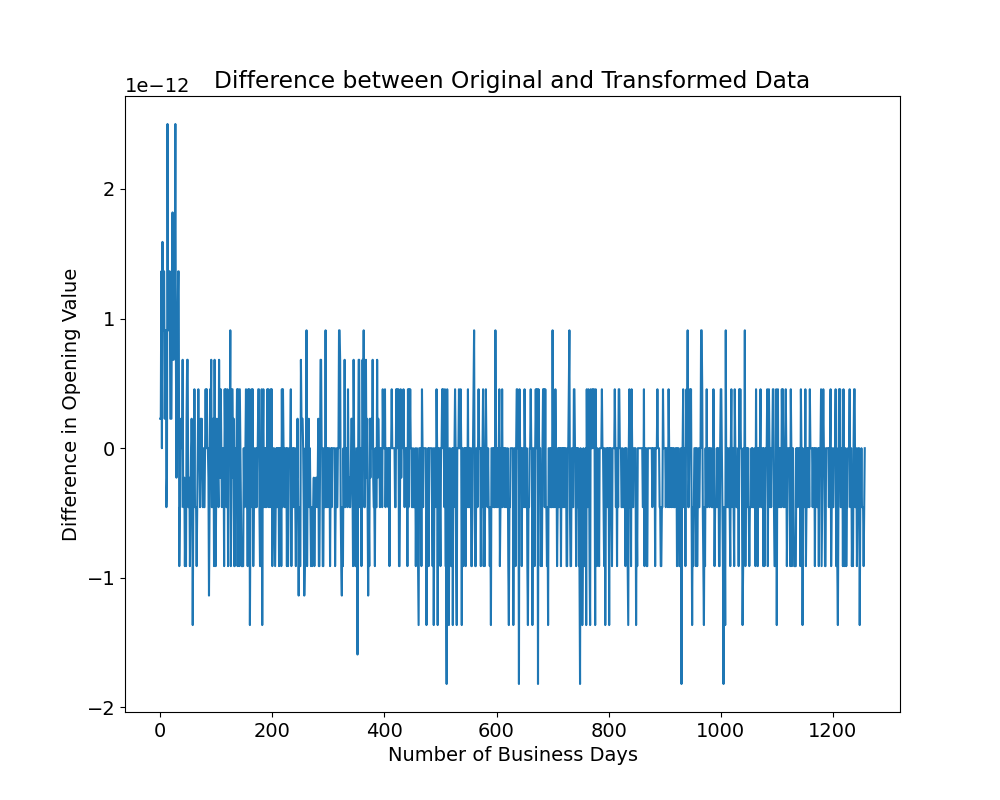 1e−12
Difference between Original and Transformed Data
Difference in Opening Value
2
1
0
−1
−2
0 200 400 600 800 1000 1200
Number of Business Days